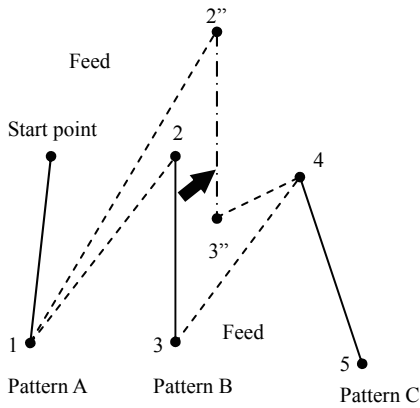 2”
Feed
Start point
2
4
3”
1
3
Feed
5
Pattern A
Pattern B
Pattern C